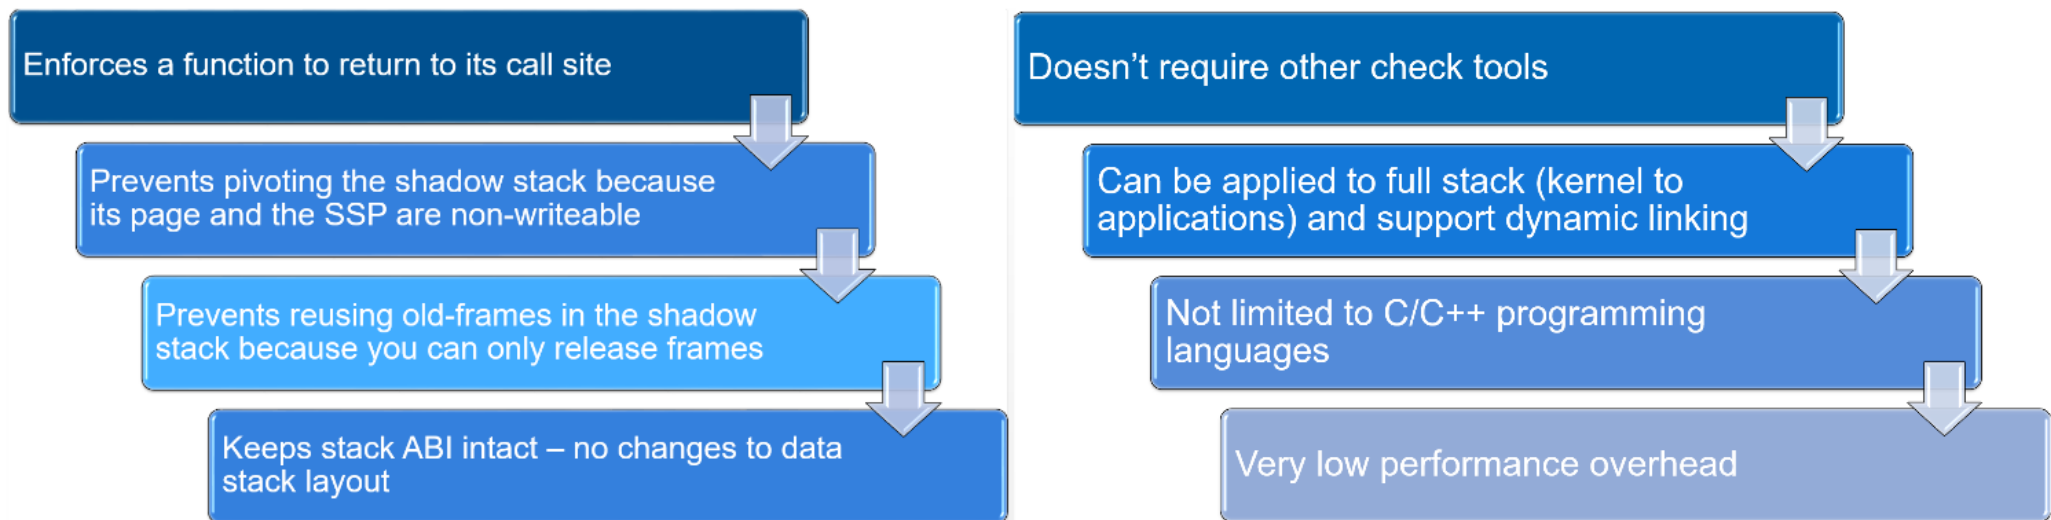 Enforces a function to return to its call site
Prevents pivoting the shadow stack because
its page and the SSP are non-writeable
Prevents reusing old-frames in the shadow
stack because you can only release frames
Keeps stack ABI intact – no changes to data
stack layout
Doesn’t require other check tools
Can be applied to full stack (kernel to
applications) and support dynamic linking
Not limited to C/C++ programming
languages
Very low performance overhead